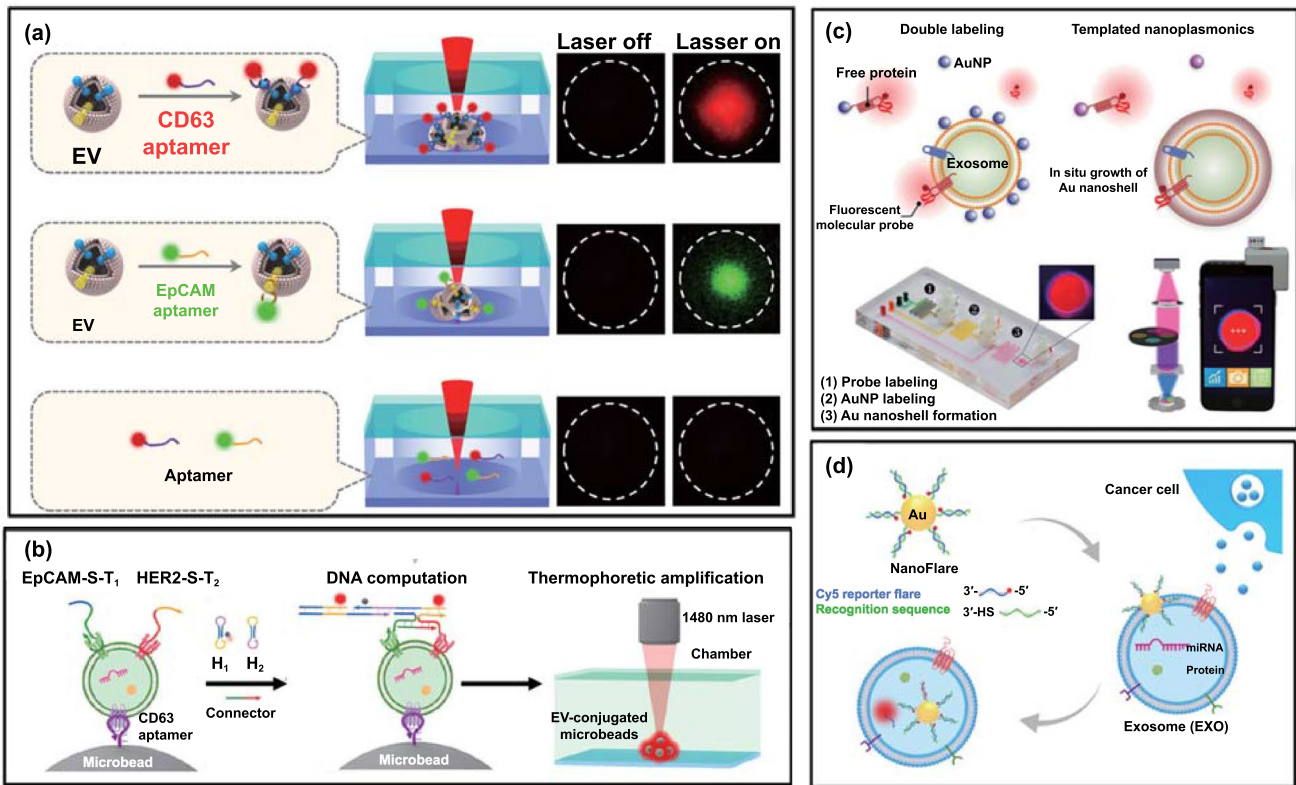 (a)
Laser off
Lasser on
EV
CD63
aptamer
EV
EpCAM
aptamer
Aptamer
(b)
EpCAM-S-T₁
HER2-S-T₂
H₁
H₂
Connector
CD63
aptamer
Microbead
DNA computation
Microbead
Thermophoretic amplification
1480 nm laser
Chamber
EV-conjugated
microbeads
(c)
Double labeling
Templated nanoplasmonics
AuNP
Free protein
Exosome
Fluorescent
molecular probe
In situ growth of
Au nanoshell
1
2
3
(1) Probe labeling
(2) AuNP labeling
(3) Au nanoshell formation
(d)
Au
NanoFlare
Cancer cell
Cy5 reporter flare
3′-
-5′
Recognition sequence
3′-HS
-5′
miRNA
Protein
Exosome (EXO)